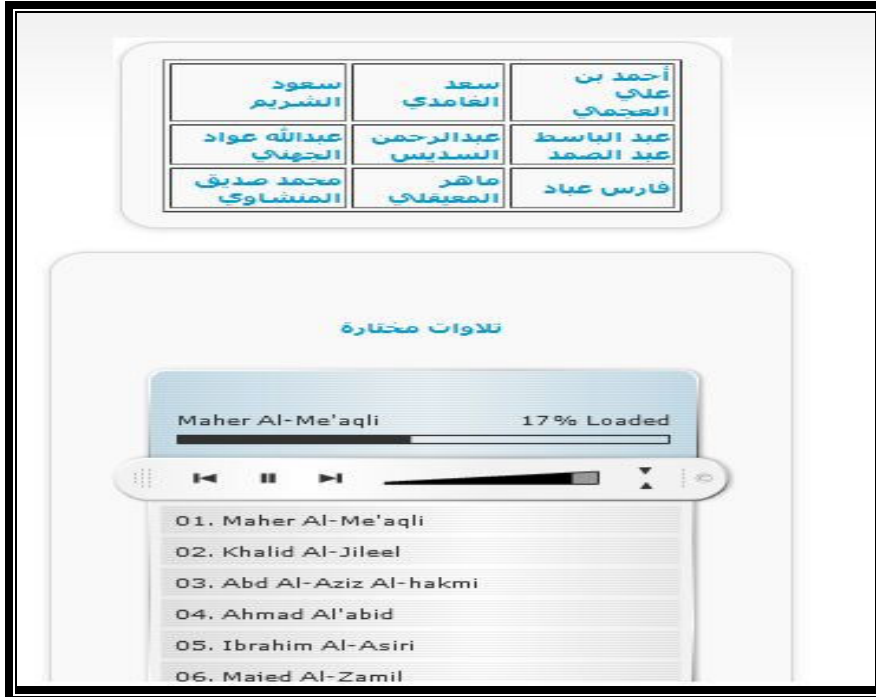 أحمد بن
علي
العجمي
سعد
الغامدي
سعود
الشريم
عبد الباسط
عبد الصمد
عبدالرحمن
السديس
عبدالله عواد
الجهني
فارس عباد
ماهر
المعيقلي
محمد صديق
المنشاوي
تلاوات مختارة
Maher Al-Me'aqli 17% Loaded
01. Maher Al-Me'aqli
02. Khalid Al-Jileel
03. Abd Al-Aziz Al-hakmi
04. Ahmad Al'abid
05. Ibrahim Al-Asiri
06. Majed Al-Zamil